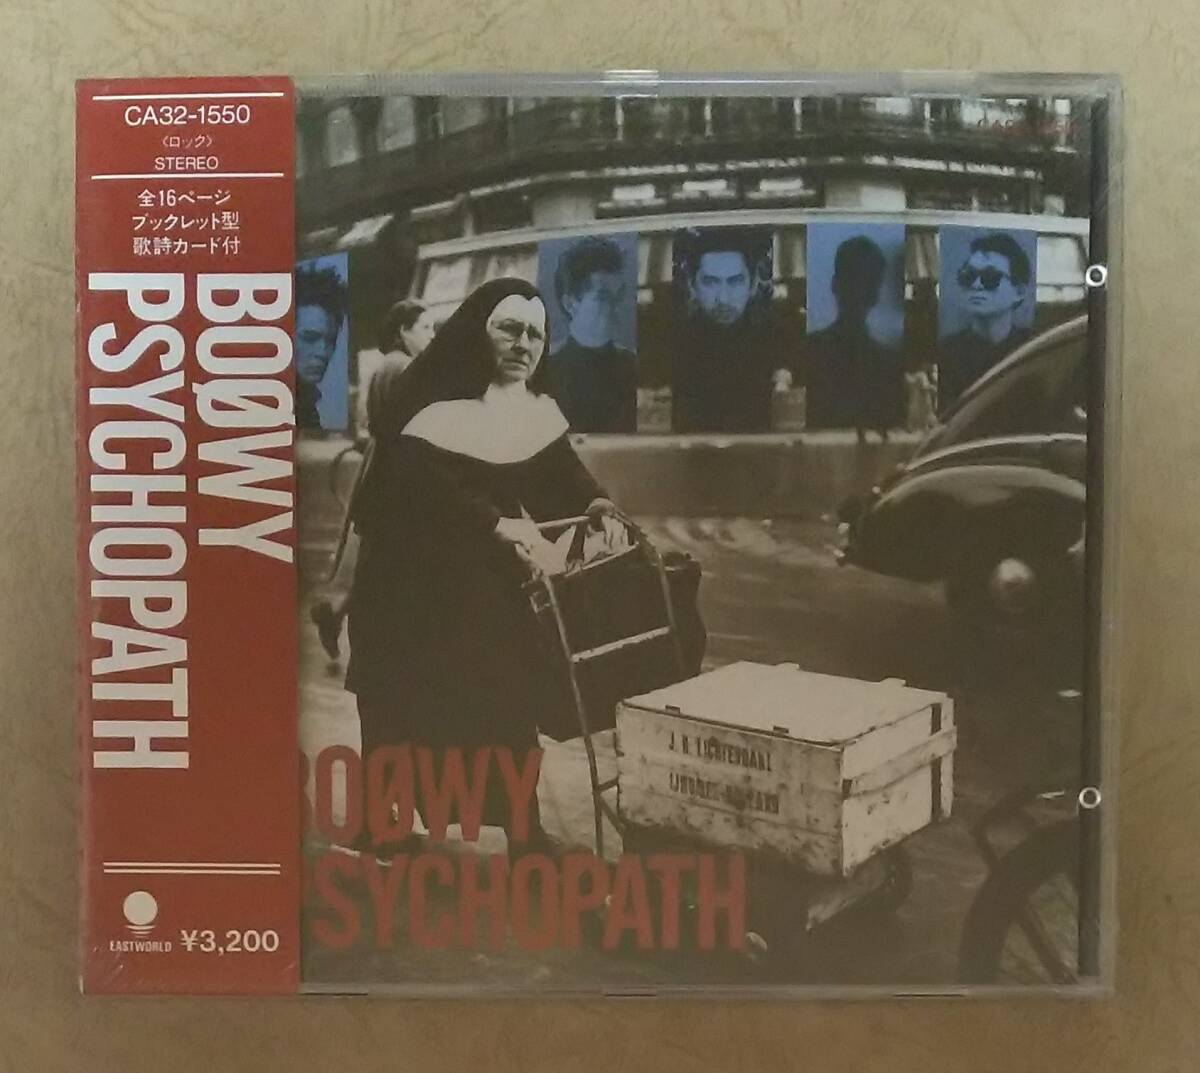 CA32-1550
〈ロック〉
STEREO
全16ページ
ブックレット型
歌詩カード付
BOØWY
PSYCHOPATH
EASTWORLD
¥3,200
BOØWY
PSYCHOPATH
J. H. LIGTENDAHL